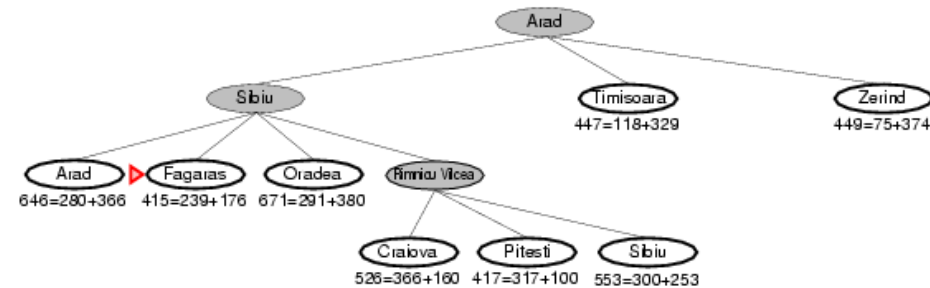 Arad
Sibiu
Timisoara
Zerind
447=118+329
449=75+374
Arad
Fagaras
Oradea
Rimnicu Vilcea
646=280+366
415=239+176
671=291+380
Craiova
Pitesti
Sibiu
526=366+160
417=317+100
553=300+253